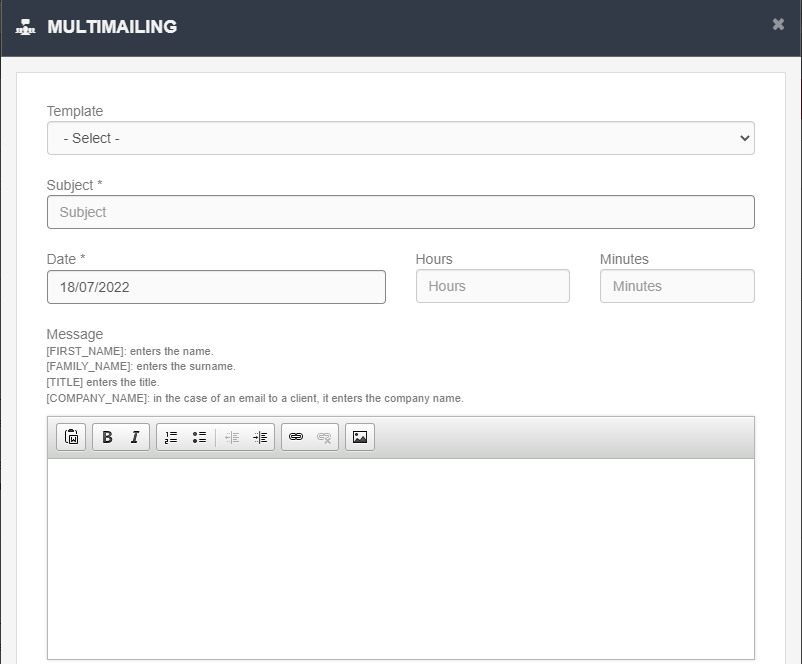 MULTIMAILING
Template
- Select -
Subject *
Subject
Date *
Hours
Minutes
18/07/2022
Hours
Minutes
Message
[FIRST_NAME]: enters the name.
[FAMILY_NAME]: enters the surname.
[TITLE] enters the title.
[COMPANY_NAME]: in the case of an email to a client, it enters the company name.